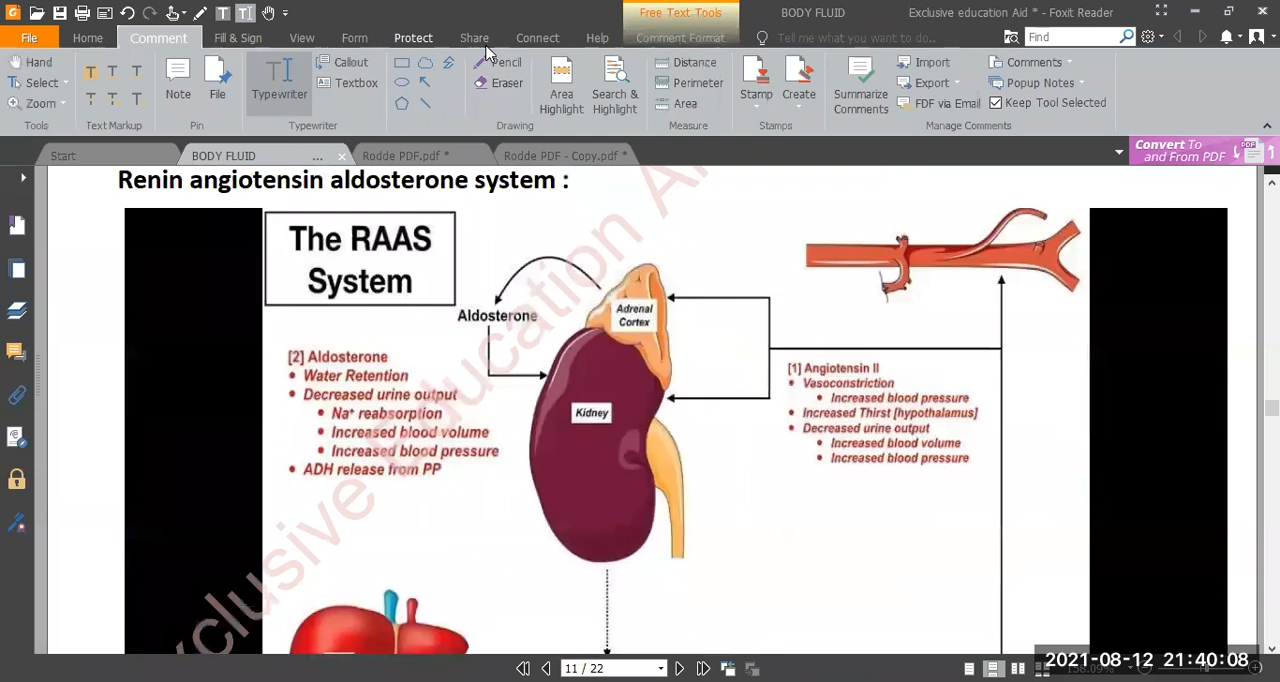 Free Text Tools
BODY FLUID
Exclusive education Aid * - Foxit Reader
File
Home
Comment
Fill & Sign
View
Form
Protect
Share
Connect
Help
Comment Format
Tell me what you want to do..
Find
Hand
Select
Zoom
Tools
T T T
T T T
Text Markup
Note
File
Pin
Typewriter
Callout
Textbox
Typewriter
Pencil
Eraser
Drawing
Area
Highlight
Search &
Highlight
Distance
Perimeter
Area
Measure
Stamp
Create
Stamps
Summarize
Comments
Import
Export
FDF via Email
Comments
Popup Notes
Keep Tool Selected
Manage Comments
Start
BODY FLUID ...
Rodde PDF.pdf *
Rodde PDF - Copy.pdf *
Convert To
and From PDF
PDF
Renin angiotensin aldosterone system :
The RAAS
System
Aldosterone
Adrenal
Cortex
Kidney
[2] Aldosterone
• Water Retention
• Decreased urine output
• Na⁺ reabsorption
• Increased blood volume
• Increased blood pressure
• ADH release from PP
[1] Angiotensin II
• Vasoconstriction
• Increased blood pressure
• Increased Thirst [hypothalamus]
• Decreased urine output
• Increased blood volume
• Increased blood pressure
Exclusive Education
11 / 22
2021-08-12 21:40:08